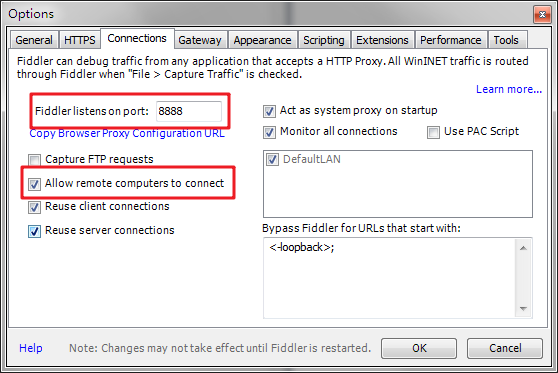 Options
General HTTPS Connections Gateway Appearance Scripting Extensions Performance Tools
Fiddler can debug traffic from any application that accepts a HTTP Proxy. All WinINET traffic is routed
through Fiddler when "File > Capture Traffic" is checked.
Learn more...
Fiddler listens on port: 8888
Copy Browser Proxy Configuration URL
Capture FTP requests
Allow remote computers to connect
Reuse client connections
Reuse server connections
Act as system proxy on startup
Monitor all connections Use PAC Script
DefaultLAN
Bypass Fiddler for URLs that start with:
<-loopback>;
Help Note: Changes may not take effect until Fiddler is restarted. OK Cancel